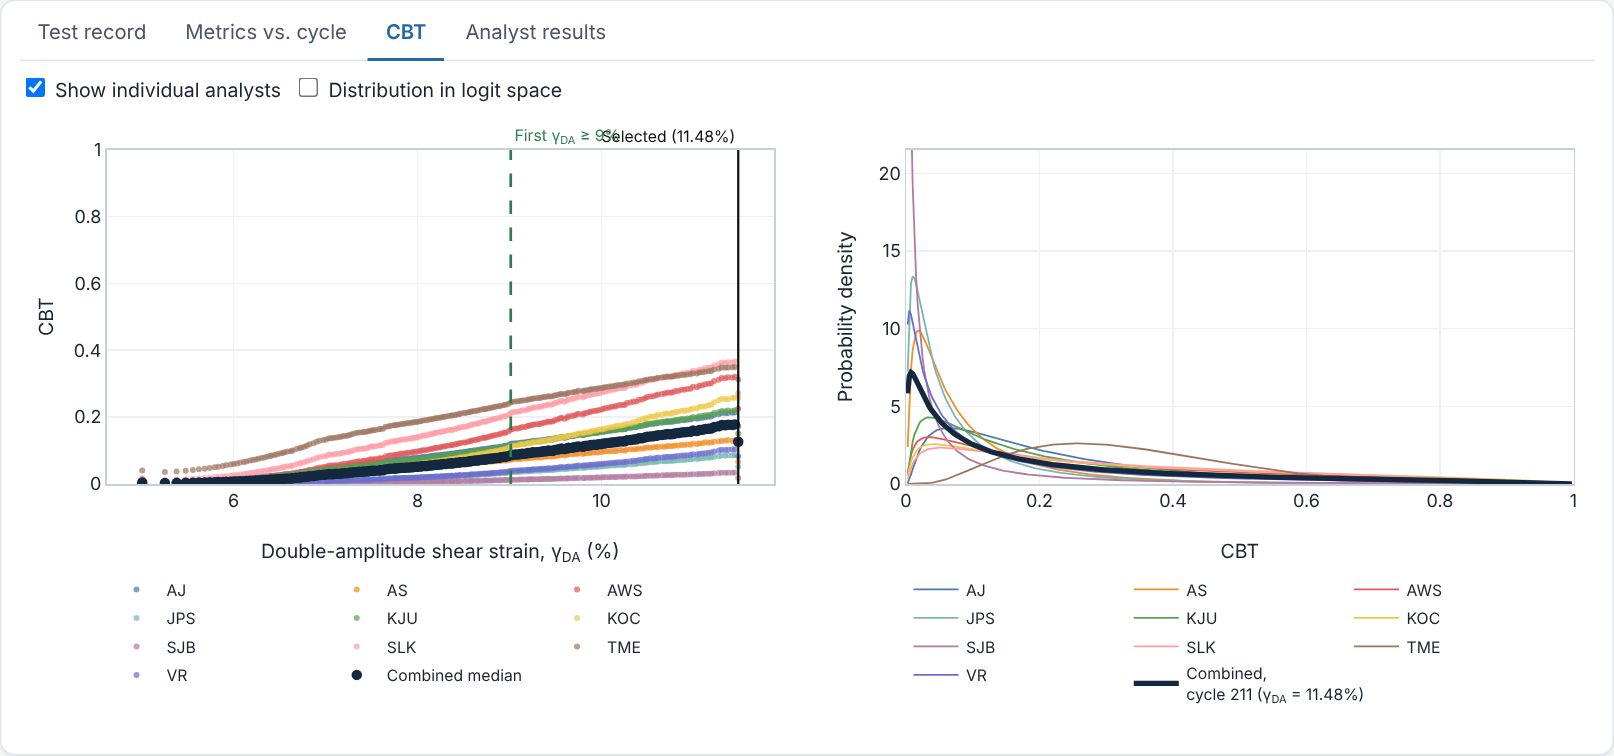 Test record Metrics vs. cycle CBT Analyst results
Show individual analysts Distribution in logit space
First γDA ≥ 9% Selected (11.48%)
1
0.8
0.6
0.4
0.2
0
CBT
6 8 10
Double-amplitude shear strain, γDA (%)
AJ AS AWS
JPS KJU KOC
SJB SLK TME
VR Combined median
20
15
10
5
0
Probability density
0 0.2 0.4 0.6 0.8 1
CBT
AJ AS AWS
JPS KJU KOC
SJB SLK TME
VR Combined,
cycle 211 (γDA = 11.48%)